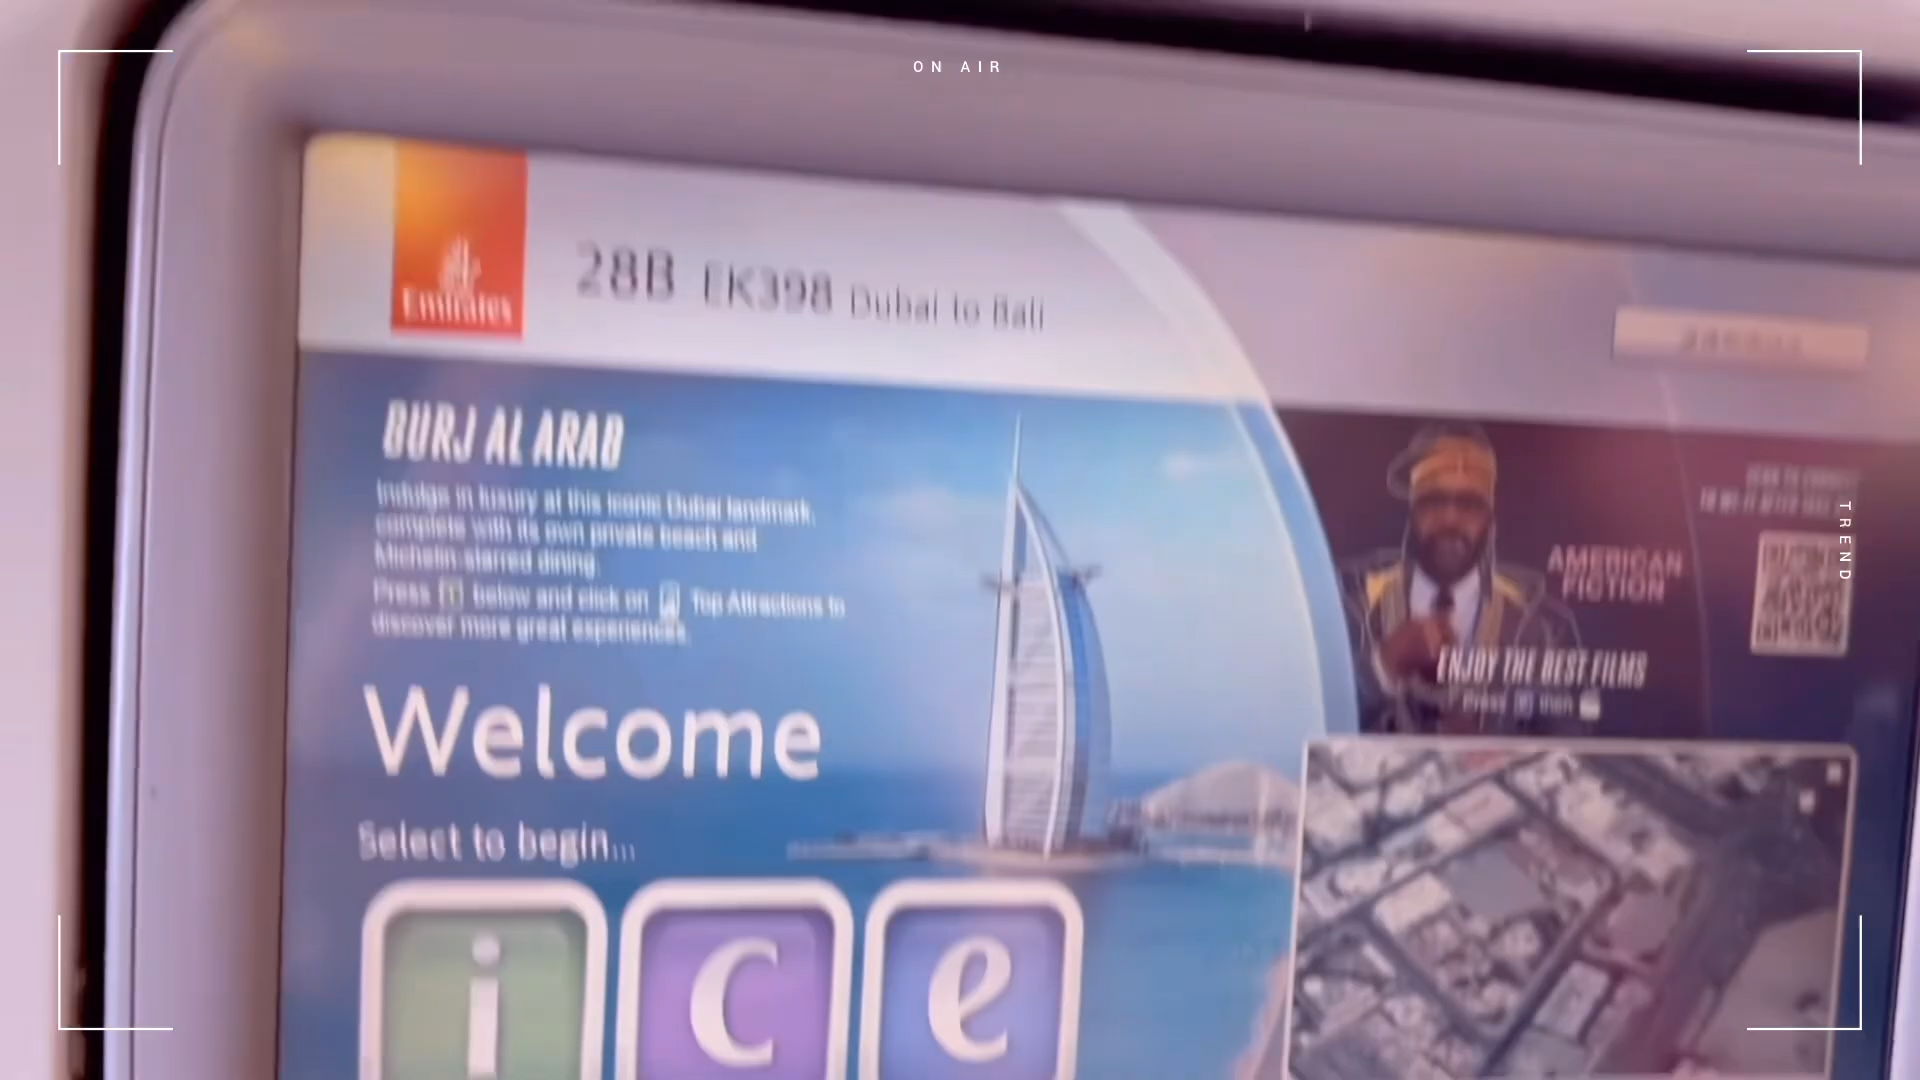 ON AIR
Emirates
28B EK398 Dubai to Bali
BURJ AL ARAB
Indulge in luxury at this iconic Dubai landmark,
complete with its own private beach and
Michelin-starred dining.
Press i below and click on Top Attractions to
discover more great experiences.
Welcome
Select to begin...
i c e
AMERICAN
FICTION
ENJOY THE BEST FILMS
Press then
TREND